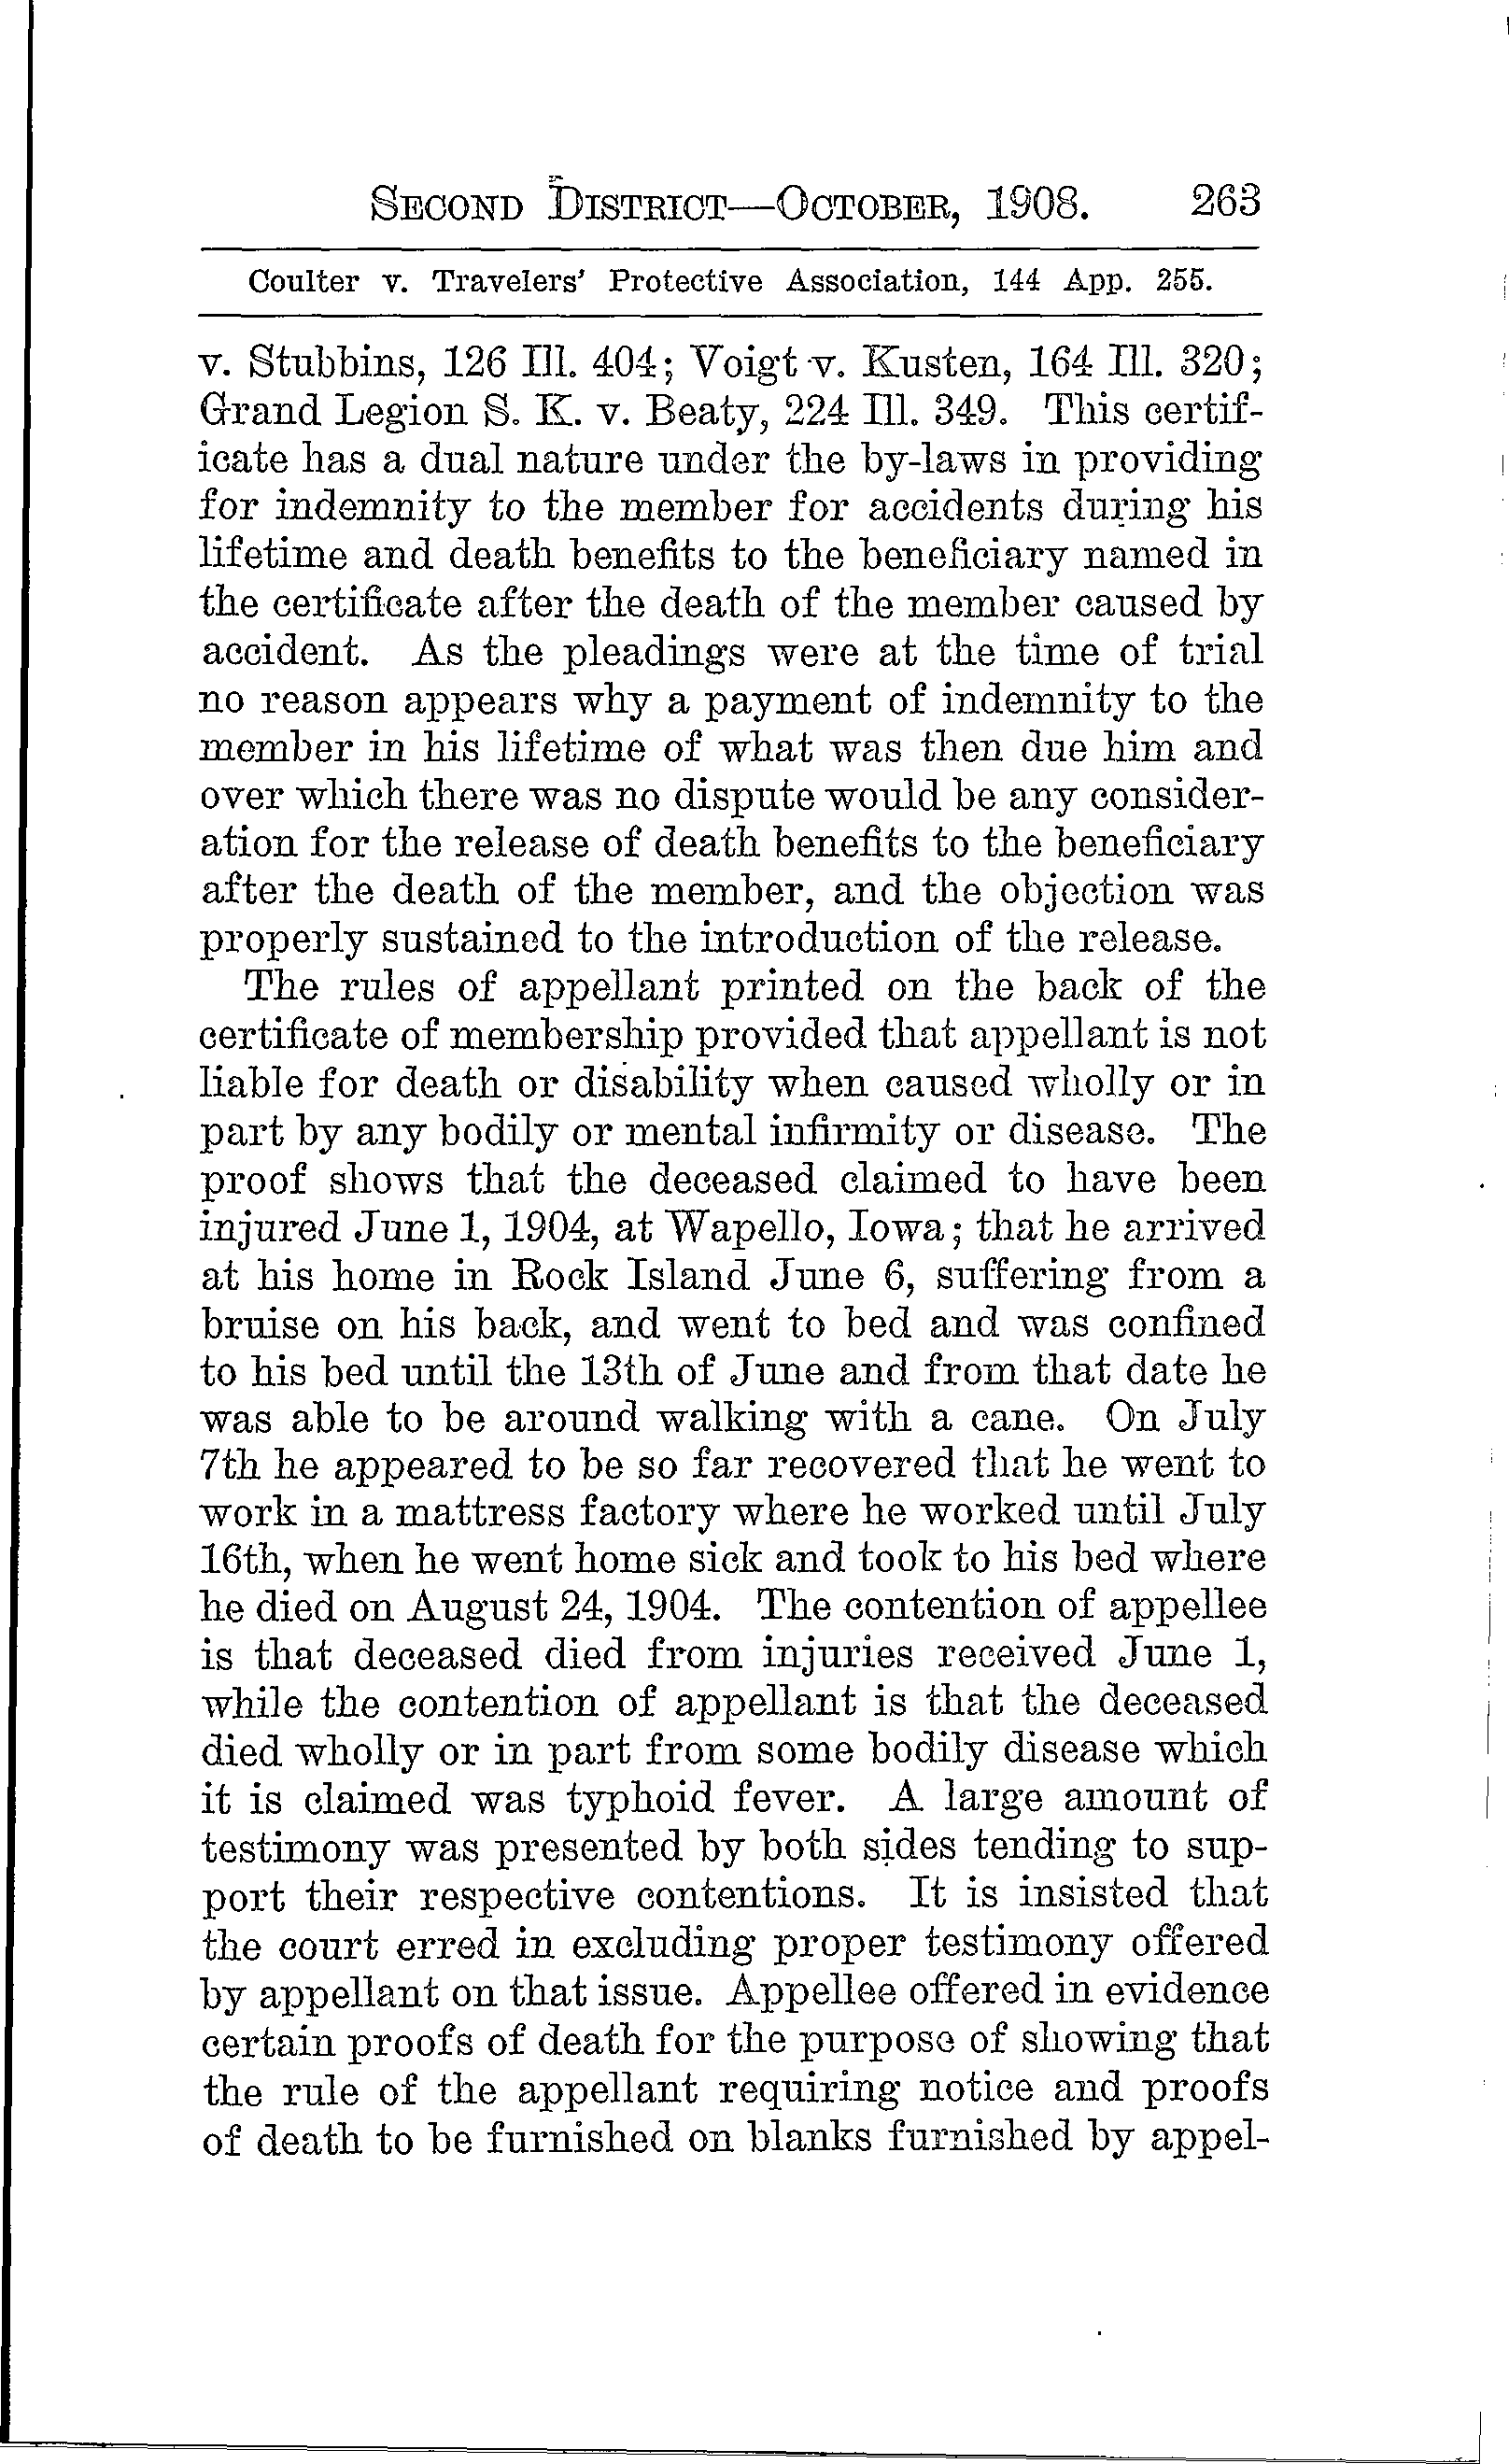 SECOND DISTRICT—OCTOBER, 1908. 263
Coulter v. Travelers' Protective Association, 144 App. 255.
v. Stubbins, 126 Ill. 404; Voigt v. Kusten, 164 Ill. 320;
Grand Legion S. K. v. Beaty, 224 Ill. 349. This certif-
icate has a dual nature under the by-laws in providing
for indemnity to the member for accidents during his
lifetime and death benefits to the beneficiary named in
the certificate after the death of the member caused by
accident. As the pleadings were at the time of trial
no reason appears why a payment of indemnity to the
member in his lifetime of what was then due him and
over which there was no dispute would be any consider-
ation for the release of death benefits to the beneficiary
after the death of the member, and the objection was
properly sustained to the introduction of the release.
The rules of appellant printed on the back of the
certificate of membership provided that appellant is not
liable for death or disability when caused wholly or in
part by any bodily or mental infirmity or disease. The
proof shows that the deceased claimed to have been
injured June 1, 1904, at Wapello, Iowa; that he arrived
at his home in Rock Island June 6, suffering from a
bruise on his back, and went to bed and was confined
to his bed until the 13th of June and from that date he
was able to be around walking with a cane. On July
7th he appeared to be so far recovered that he went to
work in a mattress factory where he worked until July
16th, when he went home sick and took to his bed where
he died on August 24, 1904. The contention of appellee
is that deceased died from injuries received June 1,
while the contention of appellant is that the deceased
died wholly or in part from some bodily disease which
it is claimed was typhoid fever. A large amount of
testimony was presented by both sides tending to sup-
port their respective contentions. It is insisted that
the court erred in excluding proper testimony offered
by appellant on that issue. Appellee offered in evidence
certain proofs of death for the purpose of showing that
the rule of the appellant requiring notice and proofs
of death to be furnished on blanks furnished by appel-